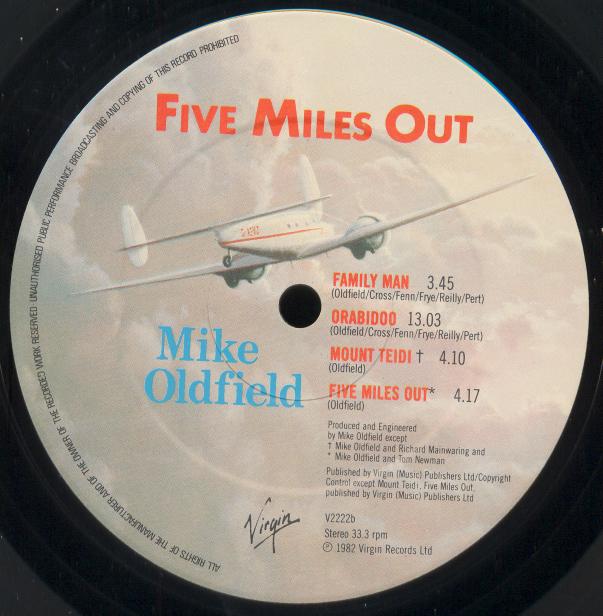 ALL RIGHTS OF THE MANUFACTURER AND OF THE OWNER OF THE RECORDED WORK RESERVED · UNAUTHORISED PUBLIC PERFORMANCE BROADCASTING AND COPYING OF THIS RECORD PROHIBITED
FIVE MILES OUT
FAMILY MAN 3.45
(Oldfield/Cross/Fenn/Frye/Reilly/Pert)
ORABIDOO 13.03
(Oldfield/Cross/Fenn/Frye/Reilly/Pert)
MOUNT TEIDI † 4.10
(Oldfield)
FIVE MILES OUT* 4.17
(Oldfield)
Mike
Oldfield
Produced and Engineered
by Mike Oldfield except
† Mike Oldfield and Richard Mainwaring and
* Mike Oldfield and Tom Newman
Published by Virgin (Music) Publishers Ltd/Copyright
Control except Mount Teidi, Five Miles Out,
published by Virgin (Music) Publishers Ltd
Virgin
V2222b
Stereo 33.3 rpm
℗ 1982 Virgin Records Ltd